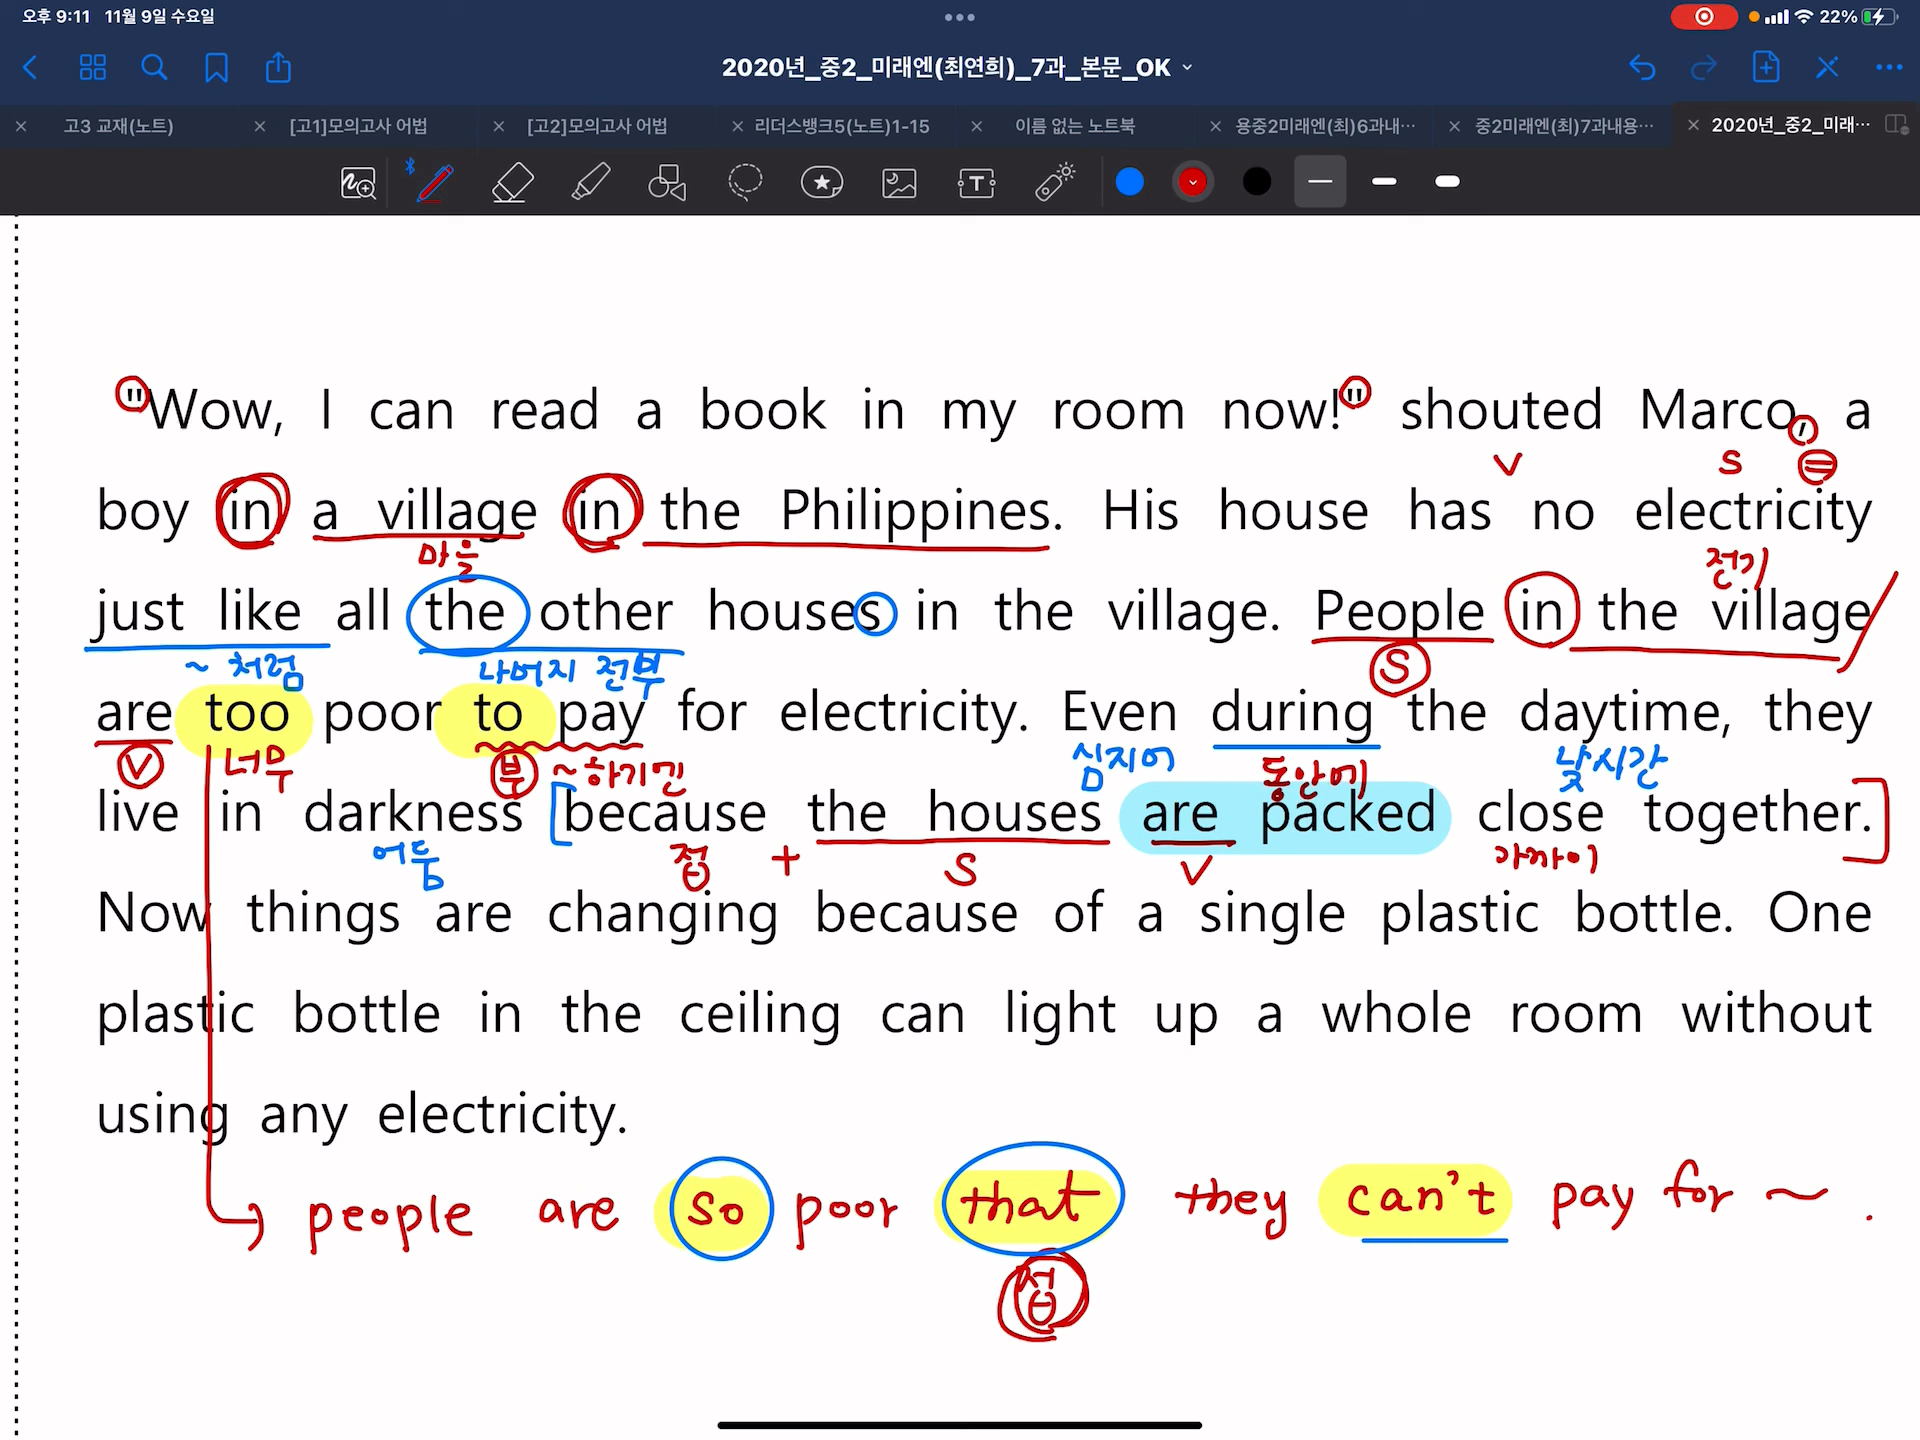 오후 9:11 11월 9일 수요일
22%
2020년_중2_미래엔(최연희)_7과_본문_OK
고3 교재(노트) [고1]모의고사 어법 [고2]모의고사 어법 리더스뱅크5(노트)1-15 이름 없는 노트북 용중2미래엔(최)6과내… 중2미래엔(최)7과내용… 2020년_중2_미래…
"Wow, I can read a book in my room now!" shouted Marco, a
v s =
boy in a village in the Philippines. His house has no electricity
마을 전기
just like all the other houses in the village. People in the village
~ 처럼 나머지 전부 S
are too poor to pay for electricity. Even during the daytime, they
V 너무 부 ~하기엔 심지어 동안에 낮시간
live in darkness [because the houses are packed close together.]
어둠 접 + S V 가까이
Now things are changing because of a single plastic bottle. One
plastic bottle in the ceiling can light up a whole room without
using any electricity.
people are so poor that they can't pay for ~ .
접